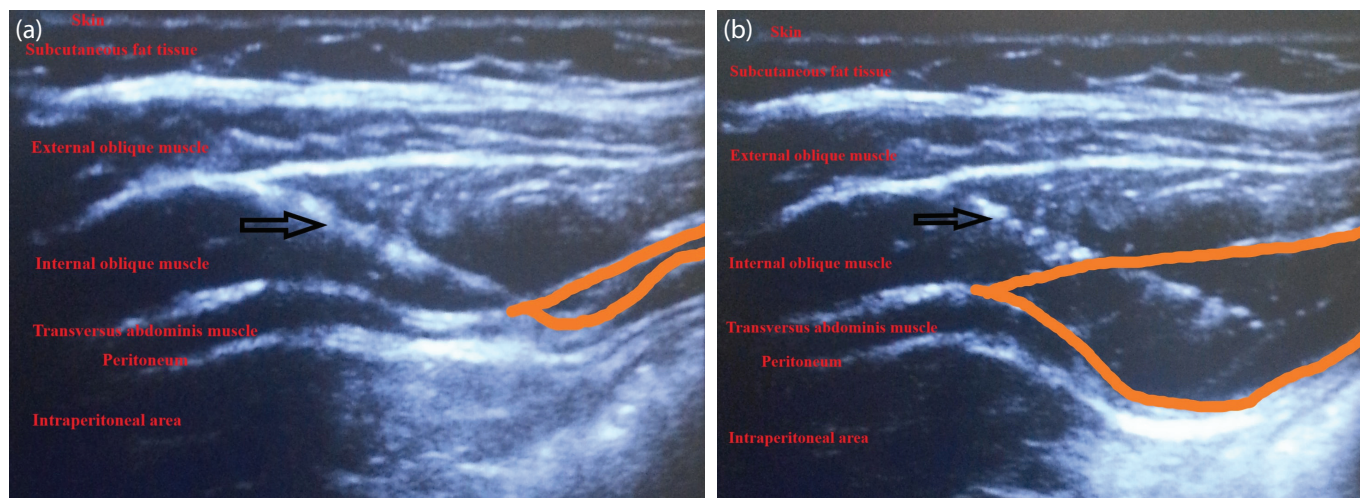 (a)
Skin
Subcutaneous fat tissue
External oblique muscle
Internal oblique muscle
Transversus abdominis muscle
Peritoneum
Intraperitoneal area
(b)
Skin
Subcutaneous fat tissue
External oblique muscle
Internal oblique muscle
Transversus abdominis muscle
Peritoneum
Intraperitoneal area